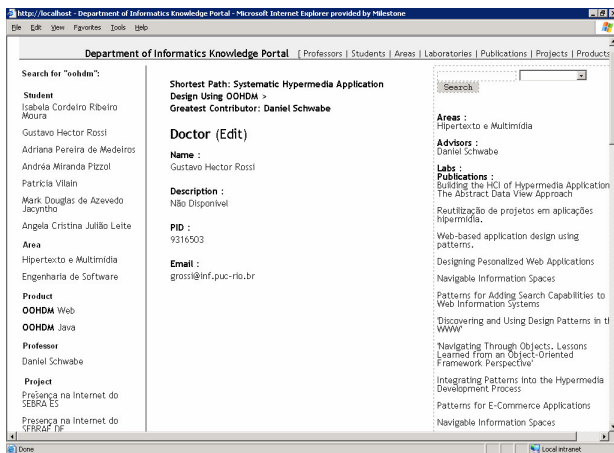 http://localhost - Department of Informatics Knowledge Portal - Microsoft Internet Explorer provided by Milestone
File Edit View Favorites Tools Help
Department of Informatics Knowledge Portal [ Professors | Students | Areas | Laboratories | Publications | Projects | Products
Search for "oohdm":
Student
Isabela Cordeiro Ribeiro
Moura
Gustavo Hector Rossi
Adriana Pereira de Medeiros
Andréa Miranda Pizzol
Patrícia Vilain
Mark Douglas de Azevedo
Jacyntho
Angela Cristina Julião Leite
Area
Hipertexto e Multimídia
Engenharia de Software
Product
OOHDM Web
OOHDM Java
Professor
Daniel Schwabe
Project
Presença na Internet do
SEBRA ES
Presença na Internet do
SEBRAE DF
Shortest Path: Systematic Hypermedia Application
Design Using OOHDM >
Greatest Contributor: Daniel Schwabe
Doctor (Edit)
Name :
Gustavo Hector Rossi
Description :
Não Disponível
PID :
9316503
Email :
grossi@inf.puc-rio.br
Search
Areas :
Hipertexto e Multimídia
Advisors :
Daniel Schwabe
Labs :
Publications :
Building the HCI of Hypermedia Application
The Abstract Data View Approach
Reutilização de projetos em aplicações
hipermídia.
Web-based application design using
patterns.
Designing Pesonalized Web Applications
Navigable Information Spaces
Patterns for Adding Search Capabilities to
Web Information Systems
'Discovering and Using Design Patterns in th
WWW'
'Navigating Through Objects. Lessons
Learned from an Object-Oriented
Framework Perspective'
Integrating Patterns into the Hypermedia
Development Process
Patterns for E-Commerce Applications
Navigable Information Spaces
Done
Local intranet